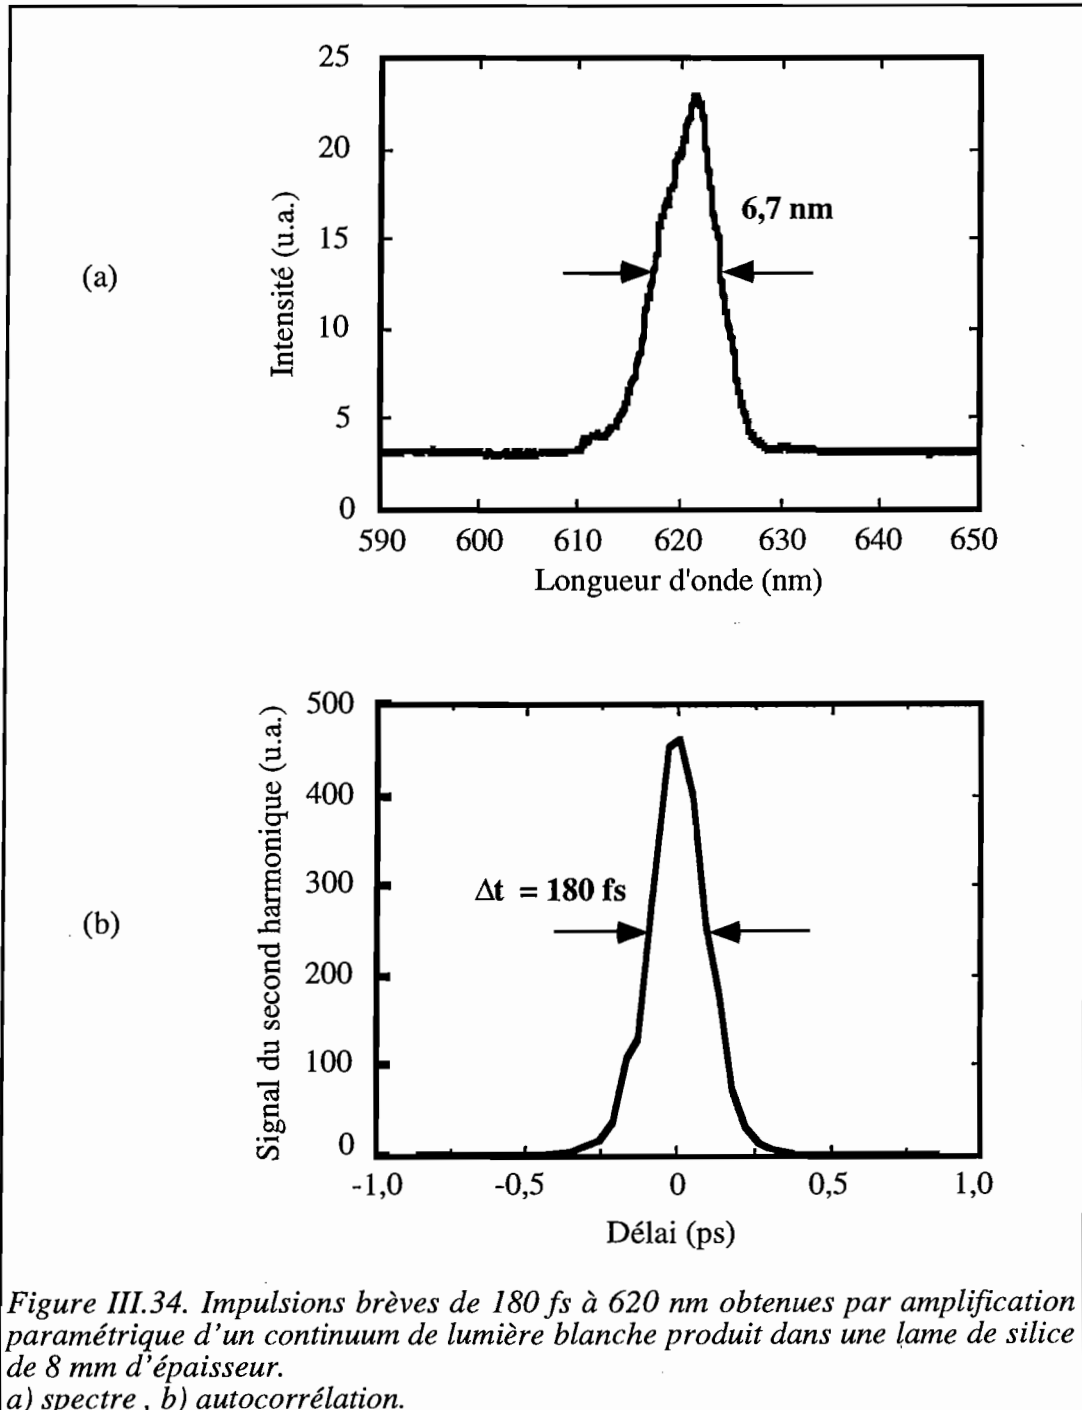 25
20
15
10
5
0
Intensité (u.a.)
(a)
6,7 nm
590 600 610 620 630 640 650
Longueur d'onde (nm)
500
400
300
200
100
0
Signal du second harmonique (u.a.)
(b)
Δt = 180 fs
-1,0 -0,5 0 0,5 1,0
Délai (ps)
Figure III.34. Impulsions brèves de 180 fs à 620 nm obtenues par amplification
paramétrique d'un continuum de lumière blanche produit dans une lame de silice
de 8 mm d'épaisseur.
a) spectre , b) autocorrélation.